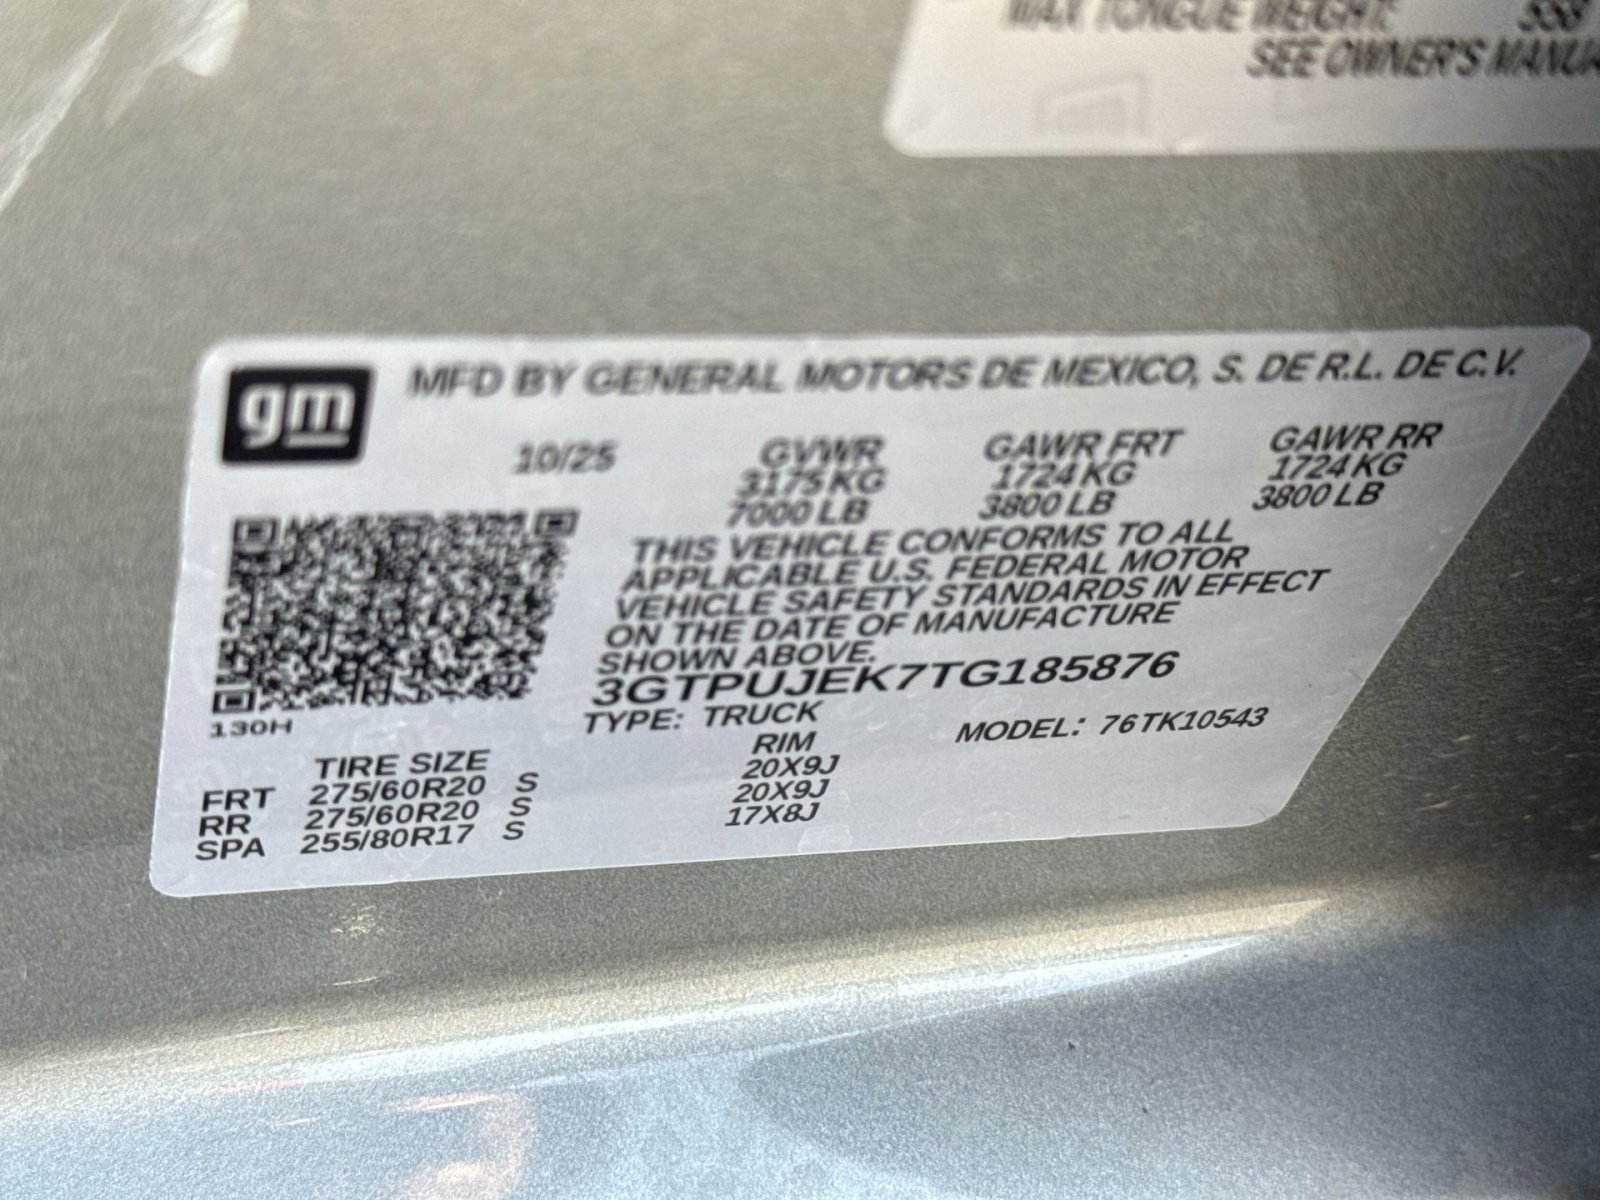 MAX TONGUE WEIGHT: 558
SEE OWNER'S MANUA
gm
MFD BY GENERAL MOTORS DE MEXICO, S. DE R.L. DE C.V.
10/25 GVWR GAWR FRT GAWR RR
3175 KG 1724 KG 1724 KG
7000 LB 3800 LB 3800 LB
THIS VEHICLE CONFORMS TO ALL
APPLICABLE U.S. FEDERAL MOTOR
VEHICLE SAFETY STANDARDS IN EFFECT
ON THE DATE OF MANUFACTURE
SHOWN ABOVE.
3GTPUJEK7TG185876
130H
TYPE: TRUCK MODEL: 76TK10543
TIRE SIZE RIM
FRT 275/60R20 S 20X9J
RR 275/60R20 S 20X9J
SPA 255/80R17 S 17X8J